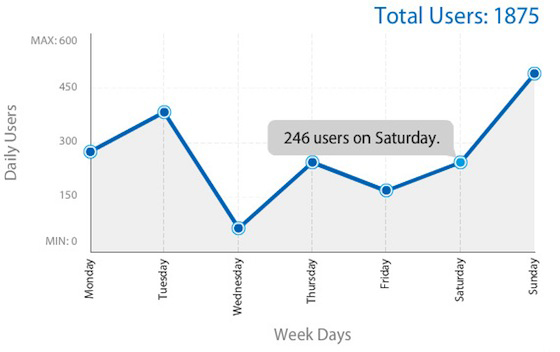 Total Users: 1875
MAX: 600
450
300
150
MIN: 0
Daily Users
246 users on Saturday.
Monday
Tuesday
Wednesday
Thursday
Friday
Saturday
Sunday
Week Days